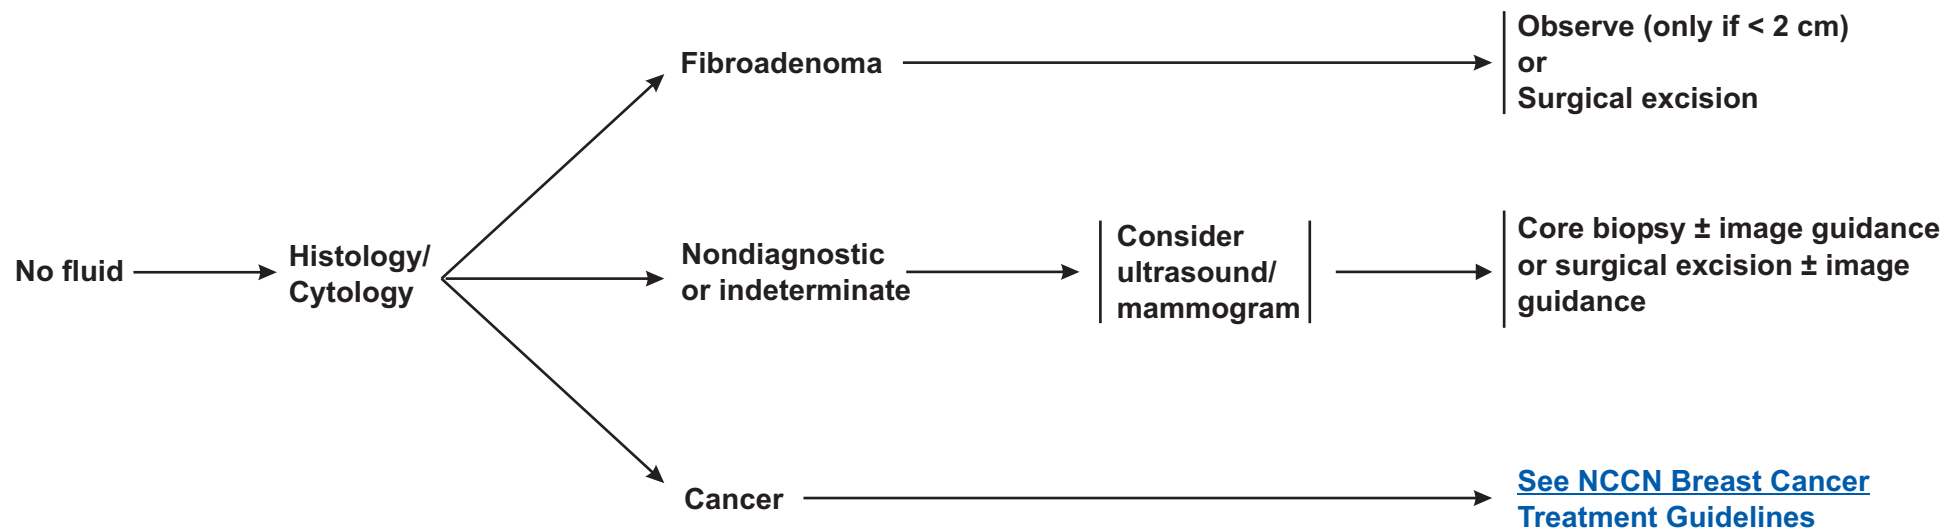 No fluid
Histology/
Cytology
Fibroadenoma
Observe (only if < 2 cm)
or
Surgical excision
Nondiagnostic
or indeterminate
Consider
ultrasound/
mammogram
Core biopsy ± image guidance
or surgical excision ± image
guidance
Cancer
See NCCN Breast Cancer
Treatment Guidelines